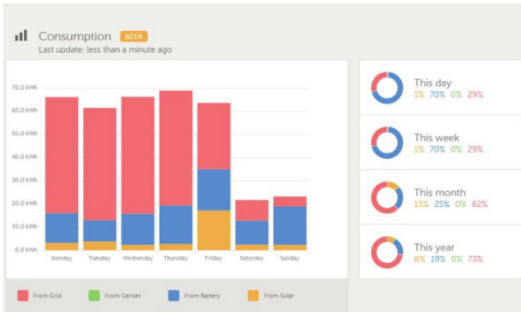 Consumption BETA
Last update: less than a minute ago
70.0 kWh
60.0 kWh
50.0 kWh
40.0 kWh
30.0 kWh
20.0 kWh
10.0 kWh
0.0 kWh
Monday Tuesday Wednesday Thursday Friday Saturday Sunday
From Grid From Genset From Battery From Solar
This day
1% 70% 0% 29%
This week
1% 70% 0% 29%
This month
13% 25% 0% 62%
This year
8% 19% 0% 73%